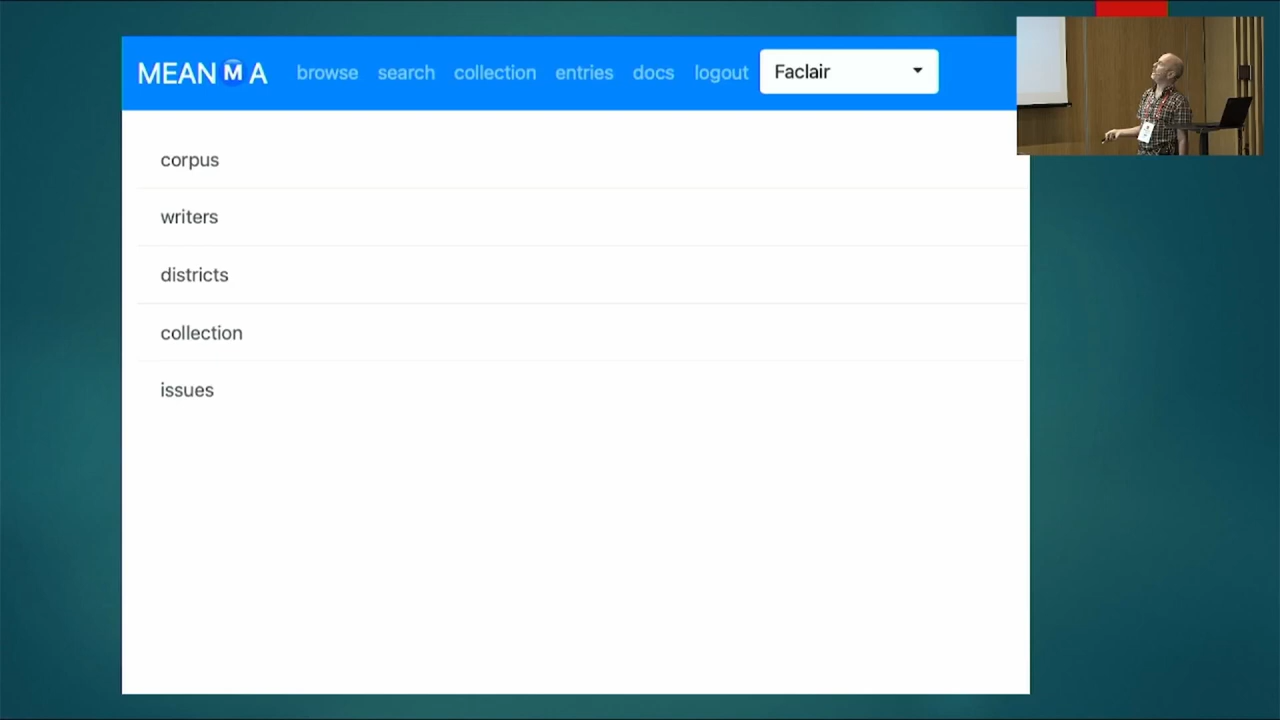 MEANMA browse search collection entries docs logout Faclair
corpus
writers
districts
collection
issues